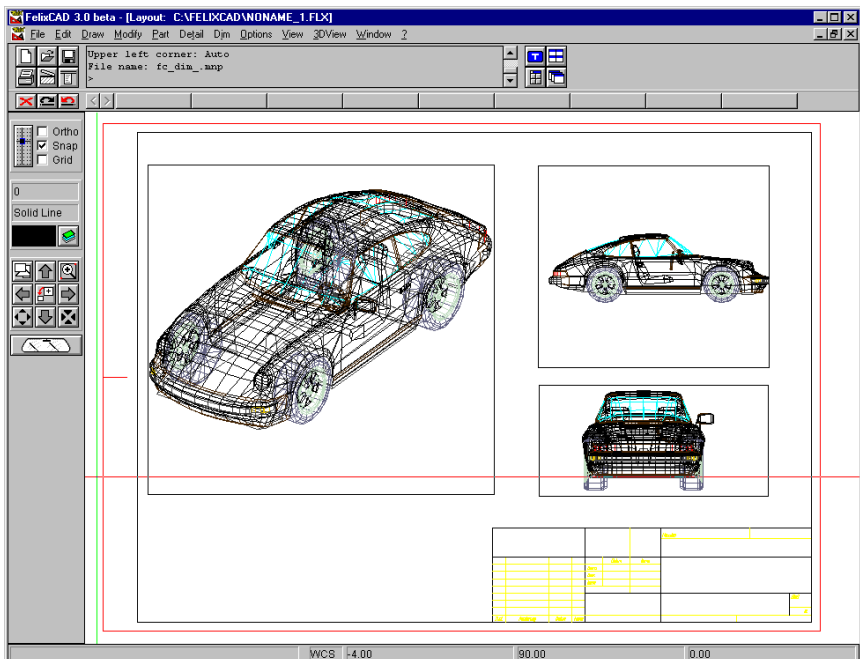 FelixCAD 3.0 beta - [Layout: C:\FELIXCAD\NONAME_1.FLX]
File Edit Draw Modify Part Detail Dim Options View 3DView Window ?
Upper left corner: Auto
File name: fc_dim_.mnp
>
Ortho
Snap
Grid
0
Solid Line
WCS -4.00 90.00 0.00